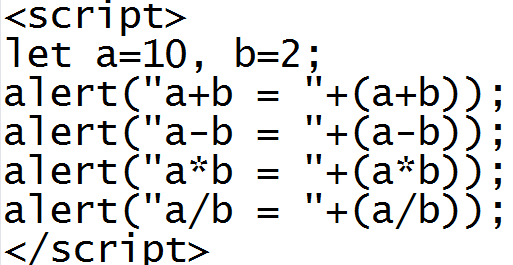 <script>
let a=10, b=2;
alert("a+b = "+(a+b));
alert("a-b = "+(a-b));
alert("a*b = "+(a*b));
alert("a/b = "+(a/b));
</script>